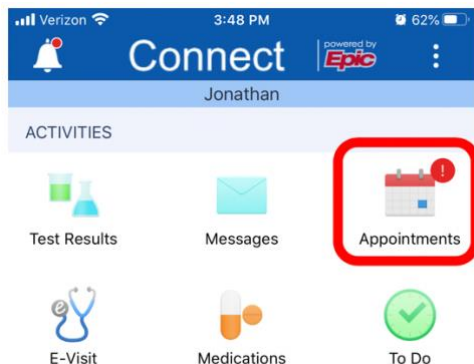 Verizon 3:48 PM 62%
Connect powered by Epic
Jonathan
ACTIVITIES
!
Test Results Messages Appointments
e
E-Visit Medications To Do